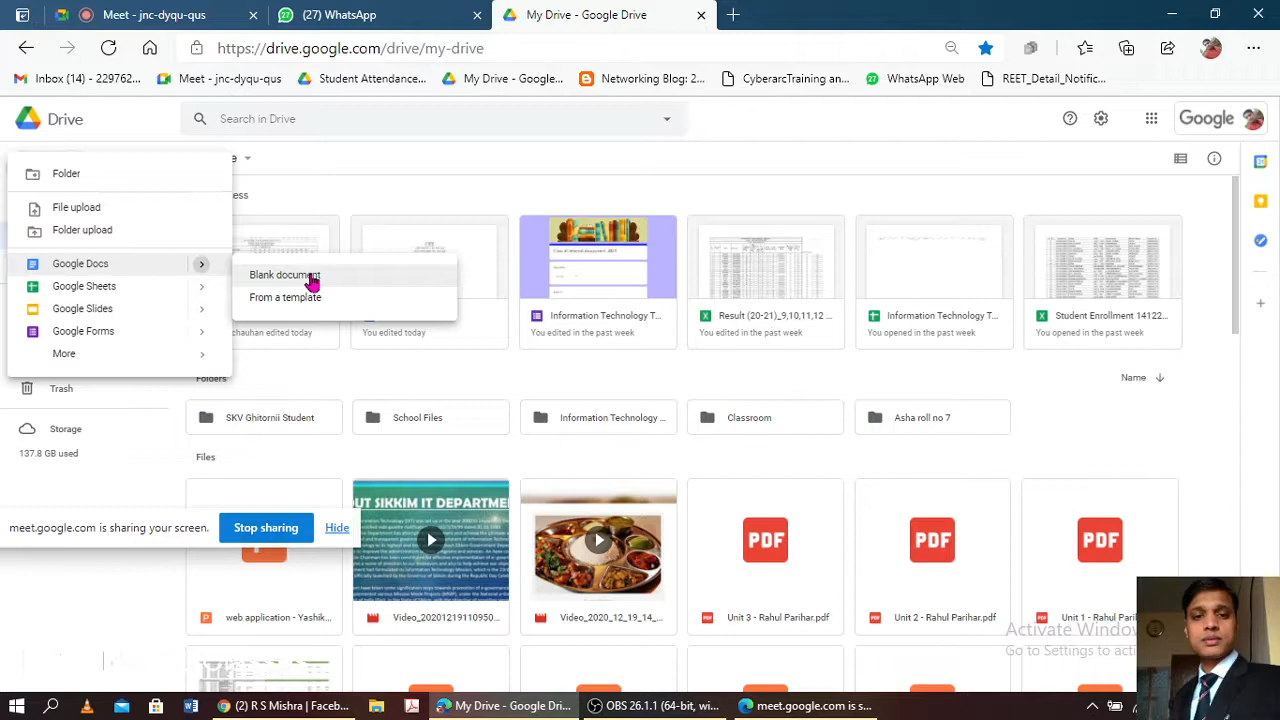 Meet - jnc-dyqu-qus
(27) WhatsApp
My Drive - Google Drive
https://drive.google.com/drive/my-drive
Inbox (14) - 229762...
Meet - jnc-dyqu-qus
Student Attendance...
My Drive - Google...
Networking Blog: 2...
CyberarcTraining an...
27
WhatsApp Web
REET_Detail_Notific...
Drive
Search in Drive
Google
Folder
File upload
Folder upload
Google Docs
Google Sheets
Google Slides
Google Forms
More
Blank document
From a template
chauhan edited today
You edited today
Information Technology T...
You edited in the past week
Result (20-21)_9,10,11,12 ...
You edited in the past week
Information Technology T...
You opened in the past week
Student Enrollment 14122...
You opened in the past week
Folders
Name
Trash
SKV Ghitornii Student
School Files
Information Technology ...
Classroom
Asha roll no 7
Storage
137.8 GB used
Files
OUT SIKKIM IT DEPARTMEN
meet.google.com is sharing your screen.
Stop sharing
Hide
PDF
PDF
PDF
web application - Yashik...
Video_20201219110950...
Video_2020_12_19_14_...
Unit 3 - Rahul Parihar.pdf
Unit 2 - Rahul Parihar.pdf
Unit 1 - Rahul Parih
Activate Window
Go to Settings to acti
(2) R S Mishra | Faceb...
My Drive - Google Dri...
OBS 26.1.1 (64-bit, wi...
meet.google.com is s...